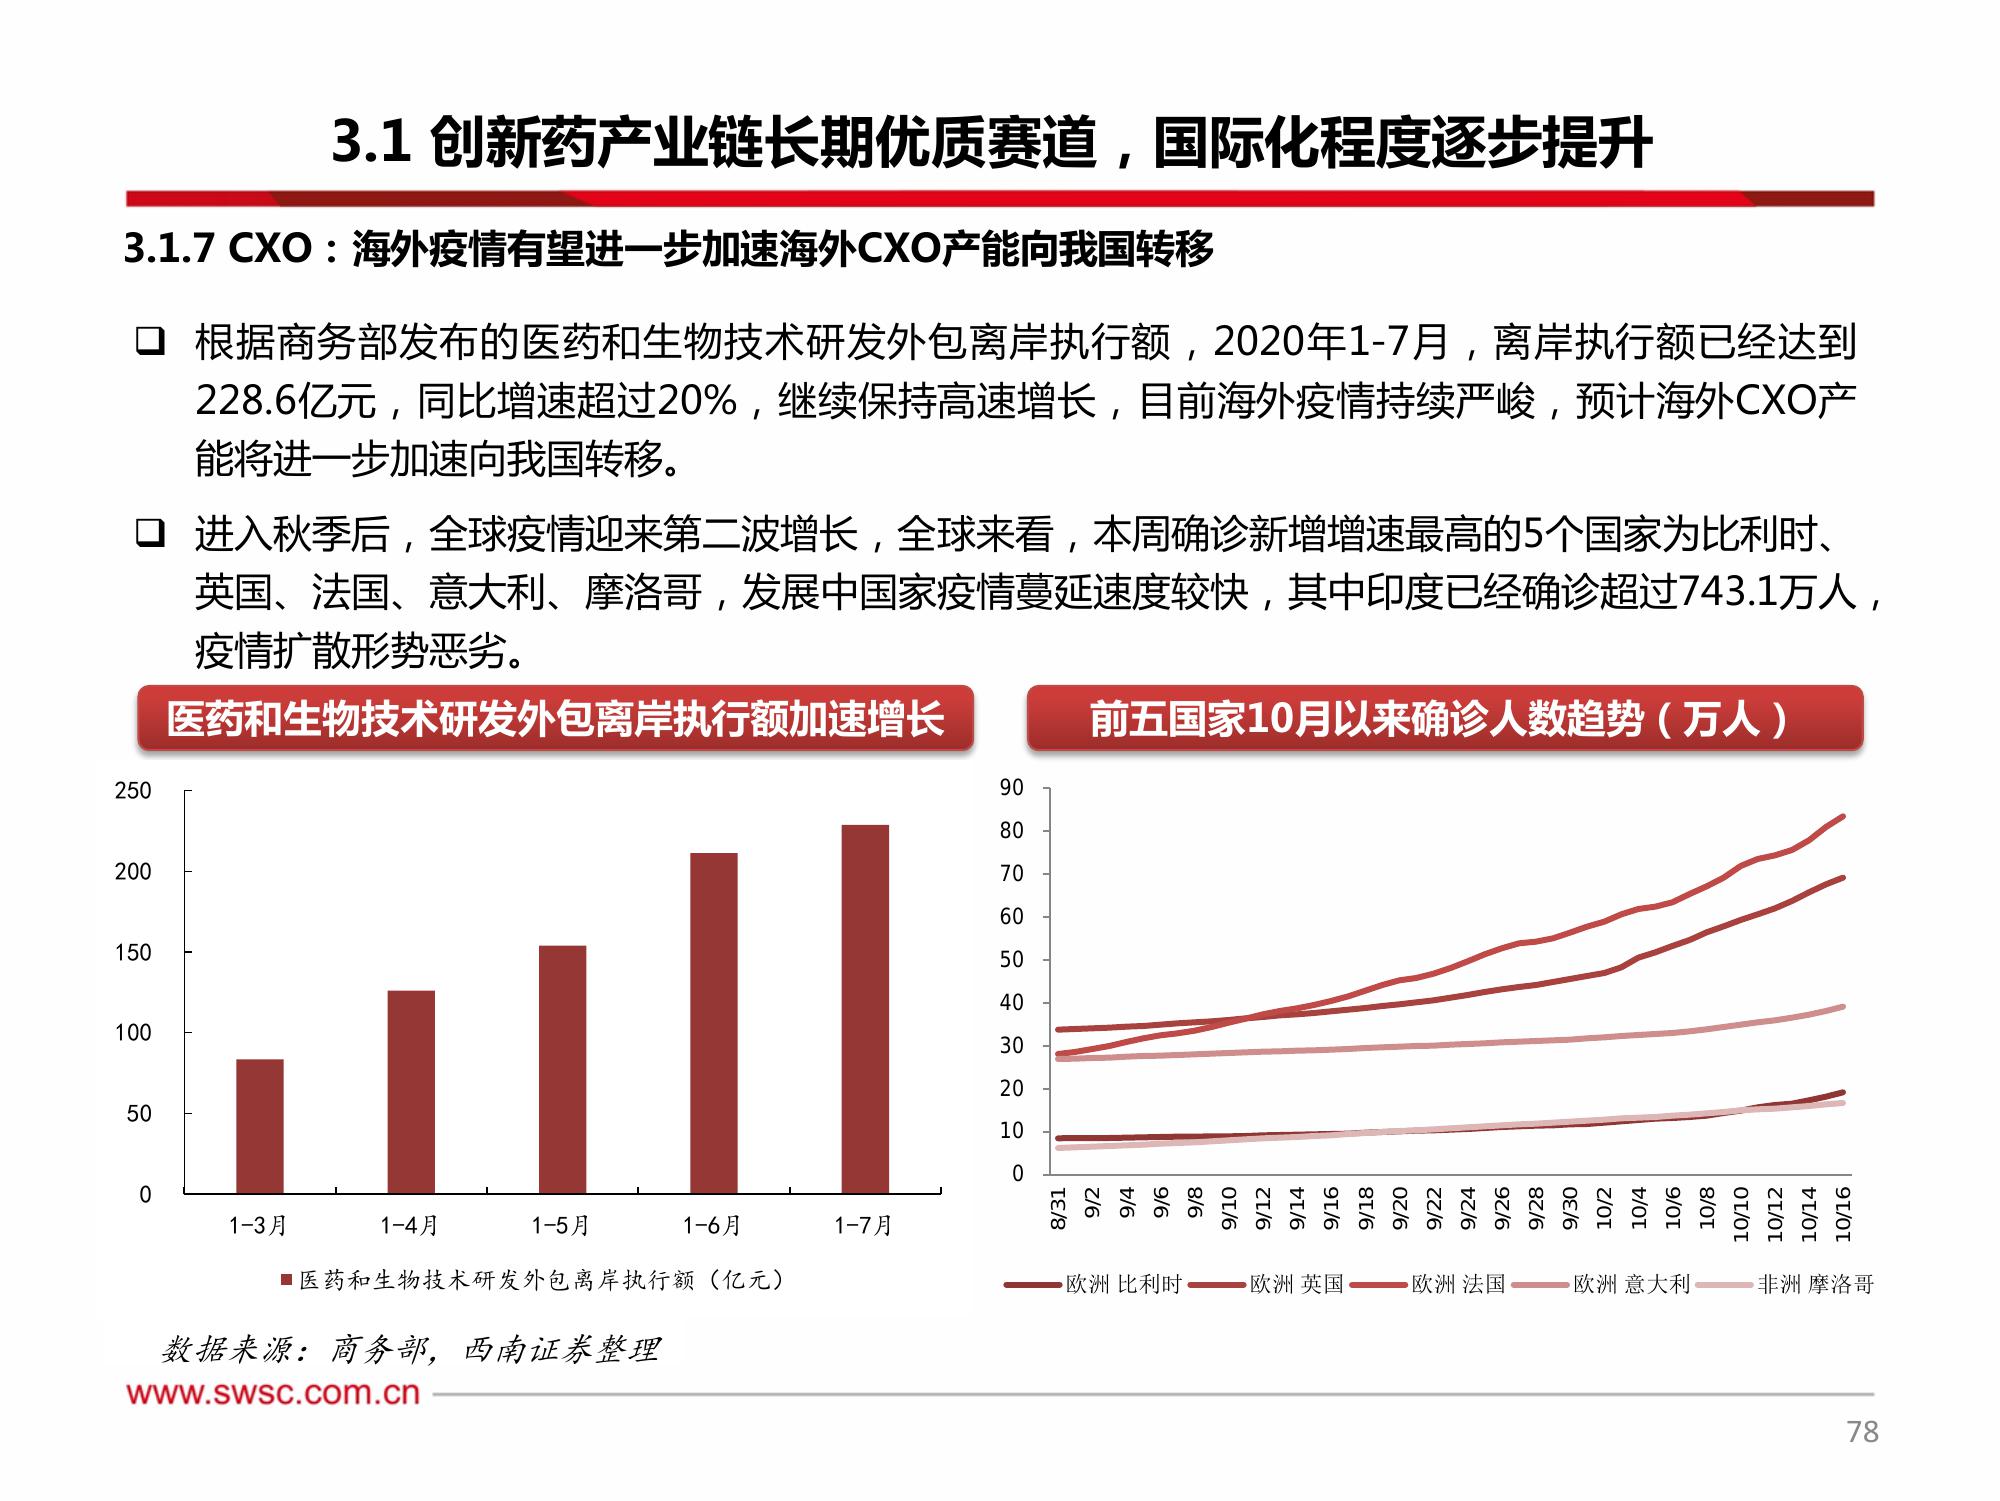 3.1 创新药产业链长期优质赛道，国际化程度逐步提升
3.1.7 CXO：海外疫情有望进一步加速海外CXO产能向我国转移
❑ 根据商务部发布的医药和生物技术研发外包离岸执行额，2020年1-7月，离岸执行额已经达到
228.6亿元，同比增速超过20%，继续保持高速增长，目前海外疫情持续严峻，预计海外CXO产
能将进一步加速向我国转移。
❑ 进入秋季后，全球疫情迎来第二波增长，全球来看，本周确诊新增增速最高的5个国家为比利时、
英国、法国、意大利、摩洛哥，发展中国家疫情蔓延速度较快，其中印度已经确诊超过743.1万人，
疫情扩散形势恶劣。
医药和生物技术研发外包离岸执行额加速增长
250
200
150
100
50
0
1-3月 1-4月 1-5月 1-6月 1-7月
医药和生物技术研发外包离岸执行额（亿元）
前五国家10月以来确诊人数趋势（万人）
90
80
70
60
50
40
30
20
10
0
8/31 9/2 9/4 9/6 9/8 9/10 9/12 9/14 9/16 9/18 9/20 9/22 9/24 9/26 9/28 9/30 10/2 10/4 10/6 10/8 10/10 10/12 10/14 10/16
欧洲 比利时 欧洲 英国 欧洲 法国 欧洲 意大利 非洲 摩洛哥
数据来源：商务部，西南证券整理
www.swsc.com.cn
78